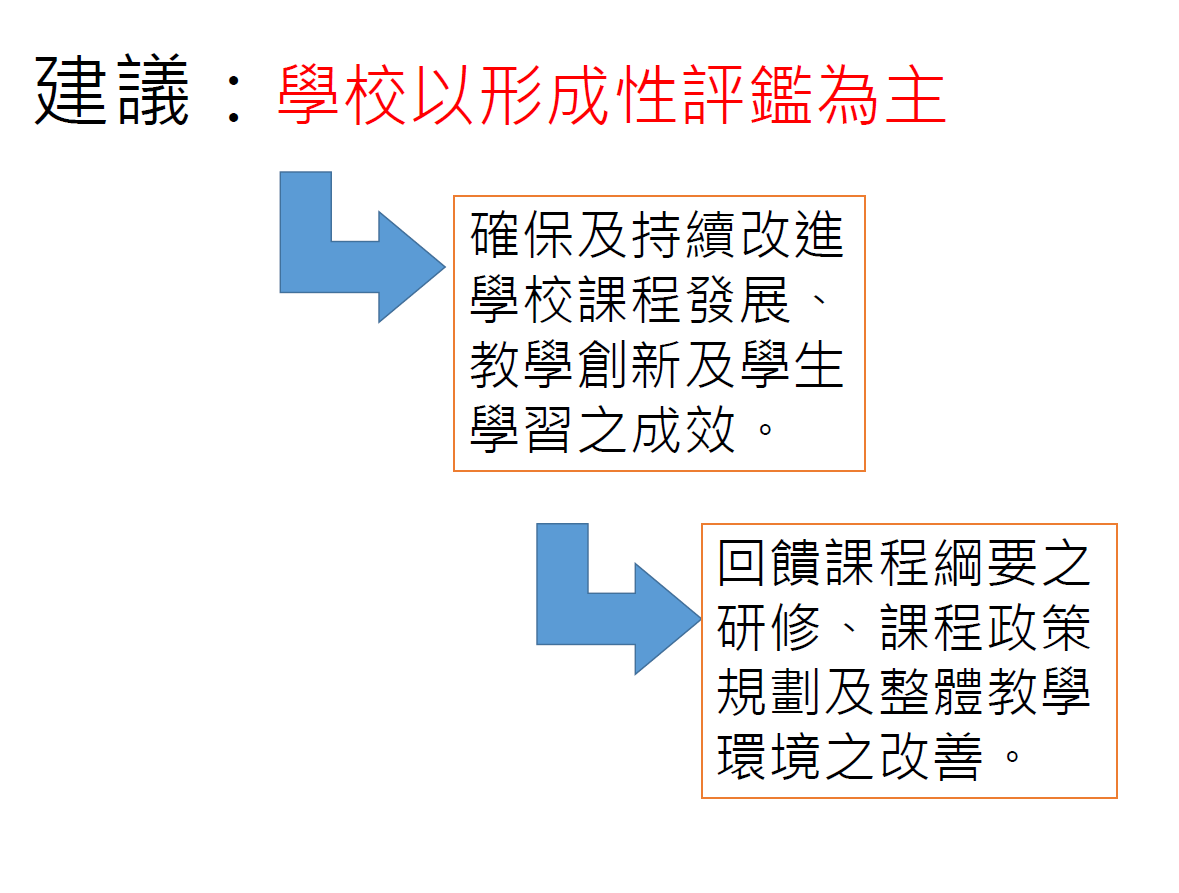 建議：學校以形成性評鑑為主
確保及持續改進
學校課程發展、
教學創新及學生
學習之成效。
回饋課程綱要之
研修、課程政策
規劃及整體教學
環境之改善。